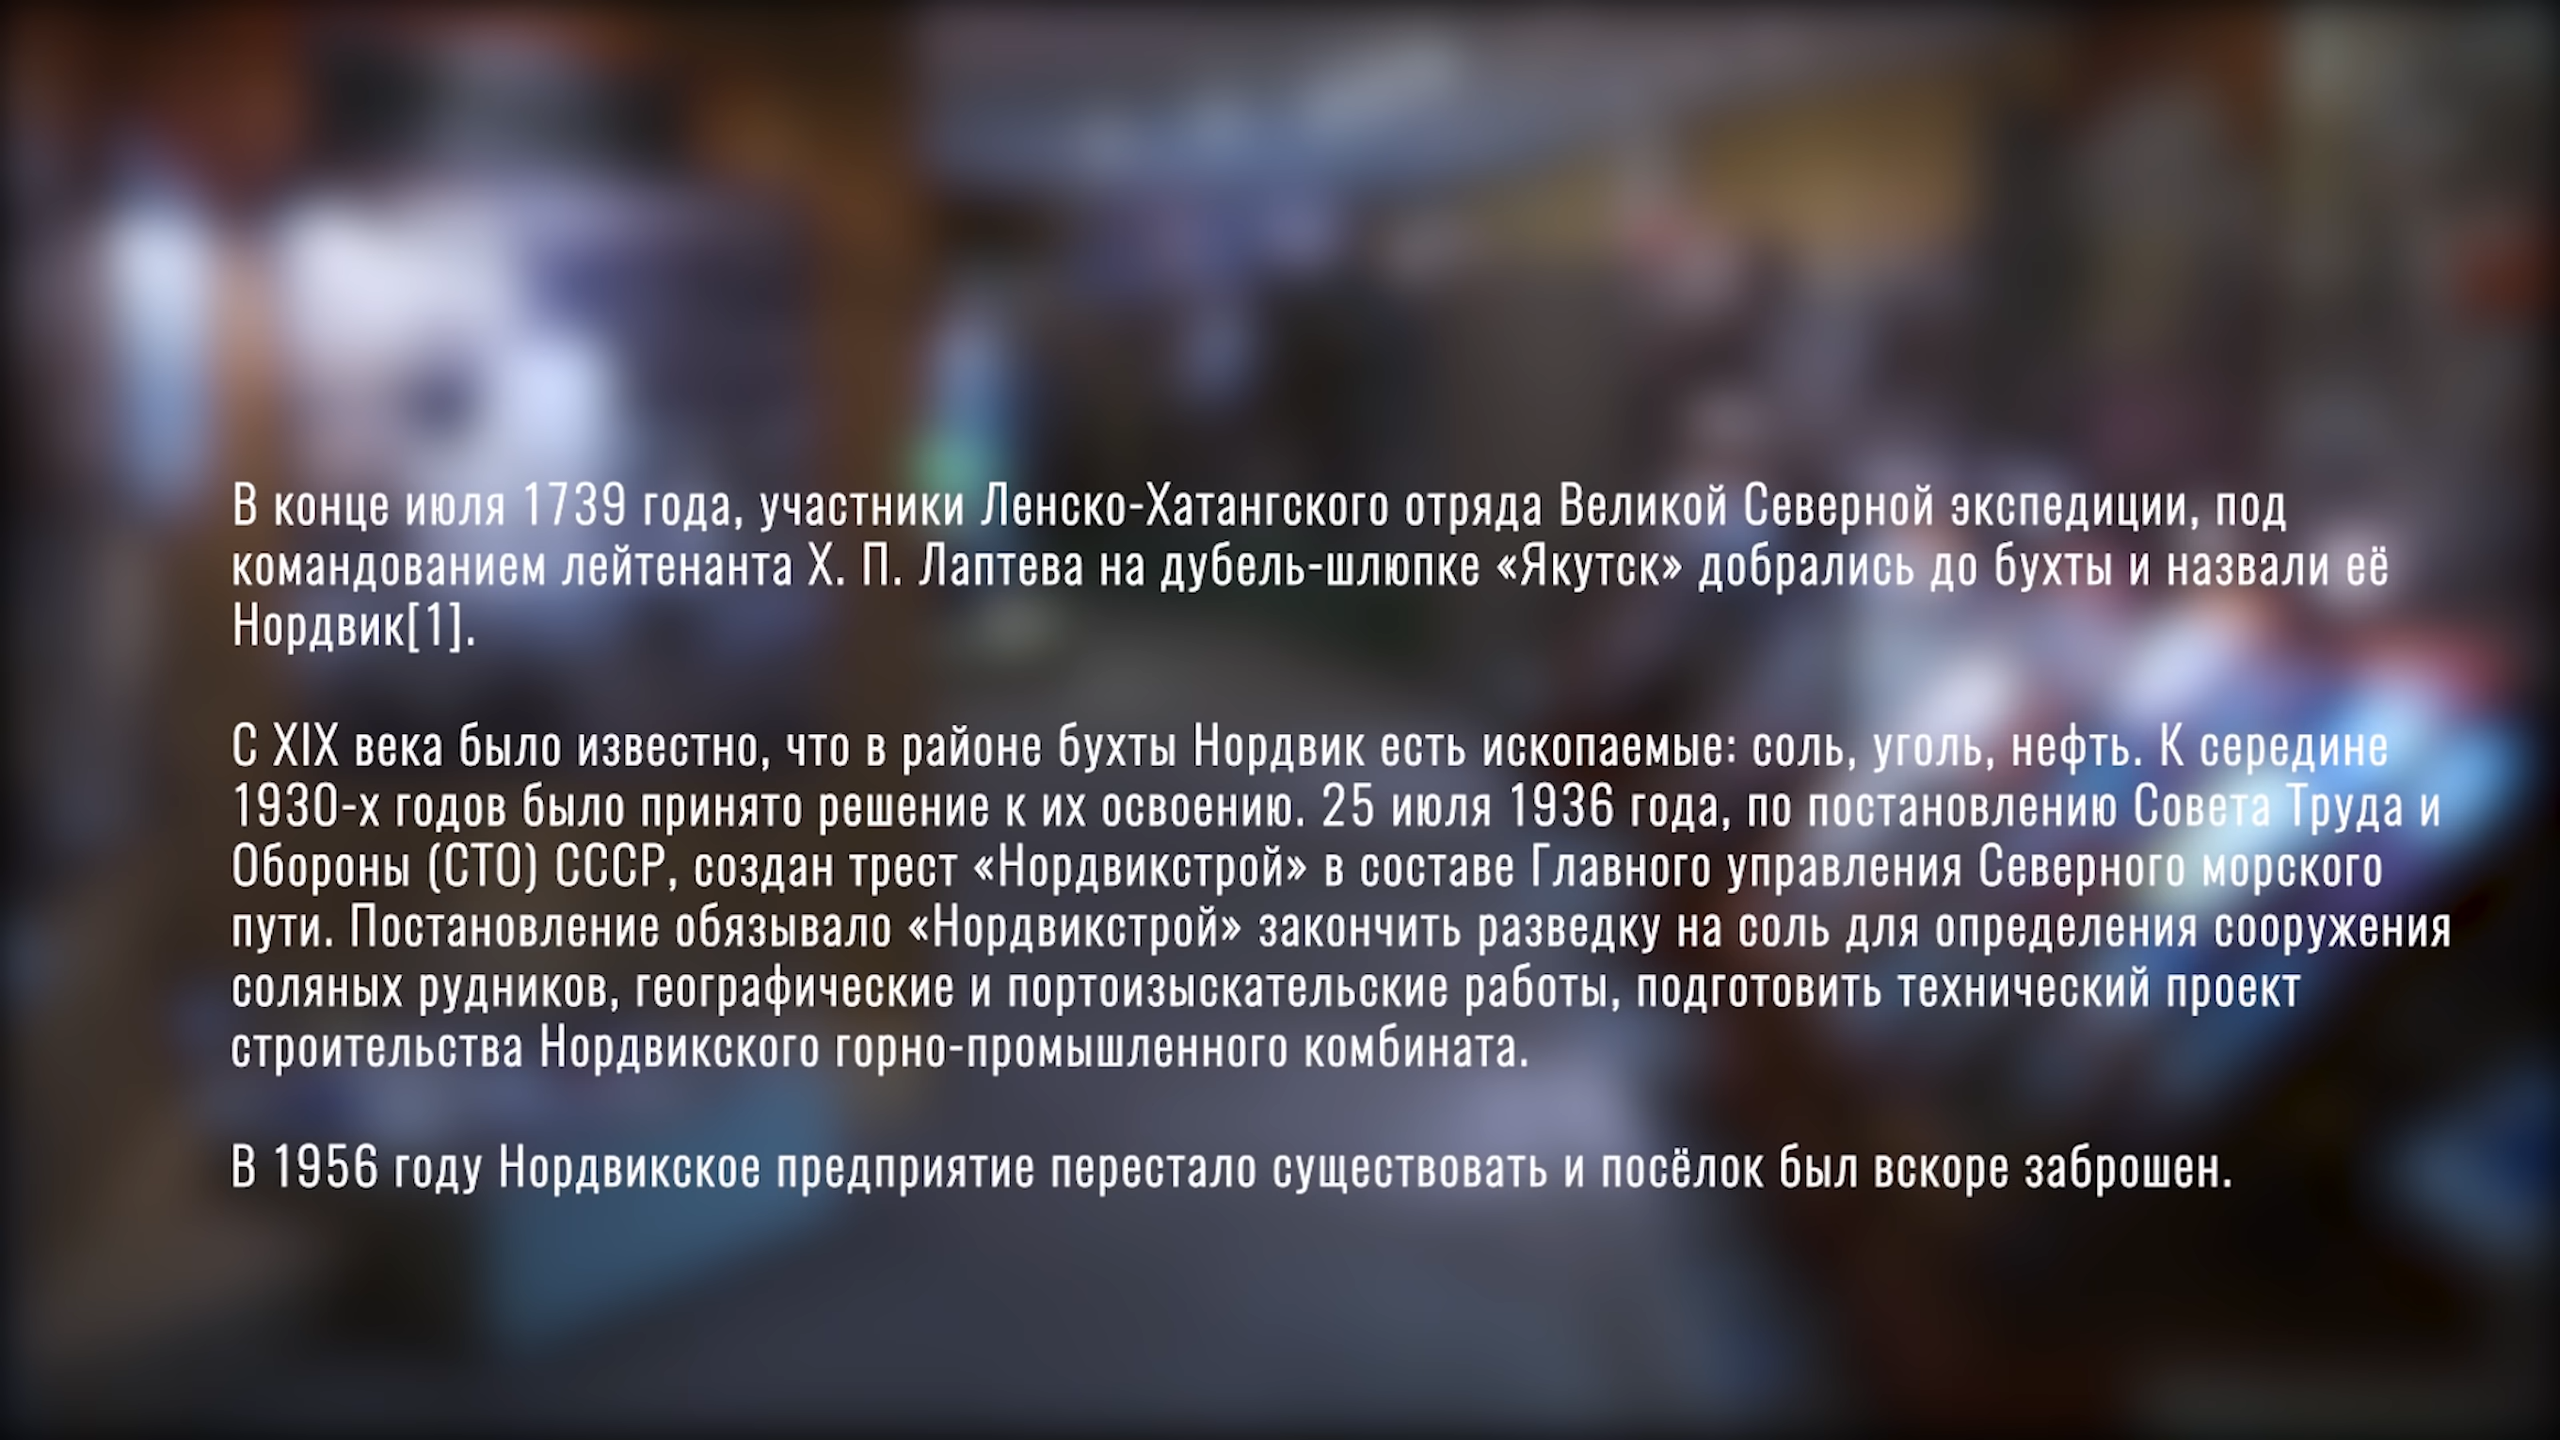 В конце июля 1739 года, участники Ленско-Хатангского отряда Великой Северной экспедиции, под
командованием лейтенанта Х. П. Лаптева на дубель-шлюпке «Якутск» добрались до бухты и назвали её
Нордвик[1].
С XIX века было известно, что в районе бухты Нордвик есть ископаемые: соль, уголь, нефть. К середине
1930-х годов было принято решение к их освоению. 25 июля 1936 года, по постановлению Совета Труда и
Обороны (СТО) СССР, создан трест «Нордвикстрой» в составе Главного управления Северного морского
пути. Постановление обязывало «Нордвикстрой» закончить разведку на соль для определения сооружения
соляных рудников, географические и портоизыскательские работы, подготовить технический проект
строительства Нордвикского горно-промышленного комбината.
В 1956 году Нордвикское предприятие перестало существовать и посёлок был вскоре заброшен.